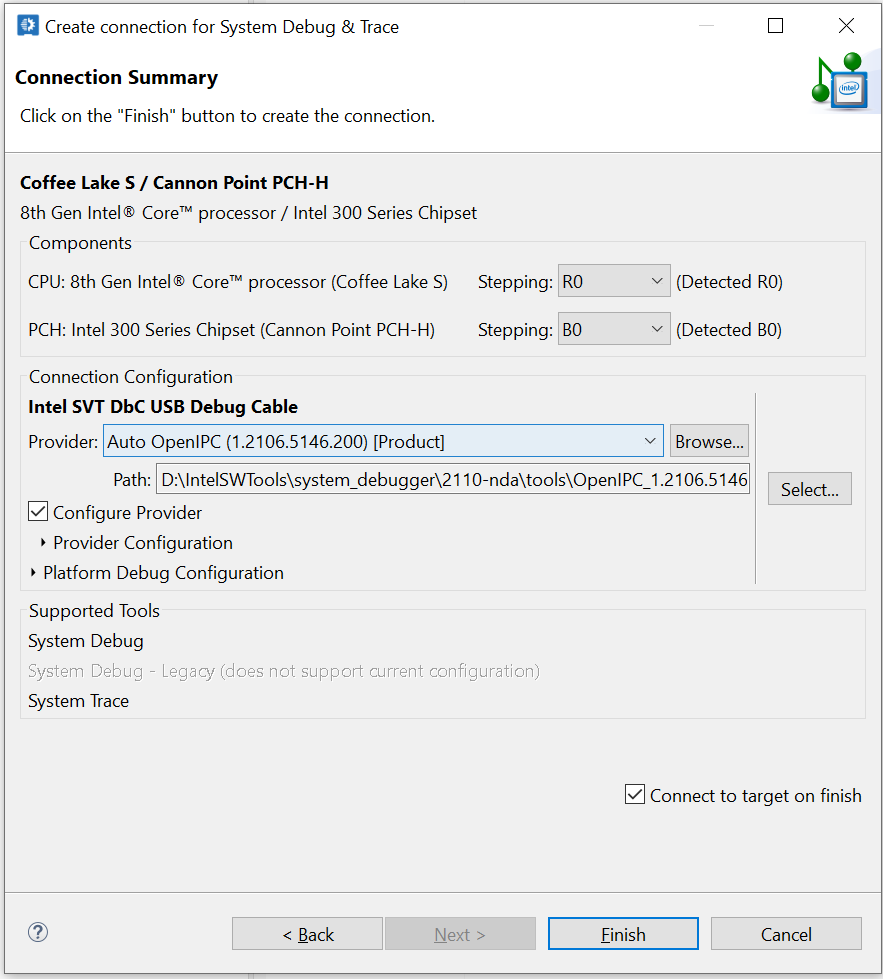 Create connection for System Debug & Trace
Connection Summary
Click on the "Finish" button to create the connection.
intel
Coffee Lake S / Cannon Point PCH-H
8th Gen Intel® Core™ processor / Intel 300 Series Chipset
Components
CPU: 8th Gen Intel® Core™ processor (Coffee Lake S) Stepping: R0 (Detected R0)
PCH: Intel 300 Series Chipset (Cannon Point PCH-H) Stepping: B0 (Detected B0)
Connection Configuration
Intel SVT DbC USB Debug Cable
Provider: Auto OpenIPC (1.2106.5146.200) [Product] Browse...
Path: D:\IntelSWTools\system_debugger\2110-nda\tools\OpenIPC_1.2106.5146
Select...
Configure Provider
Provider Configuration
Platform Debug Configuration
Supported Tools
System Debug
System Debug - Legacy (does not support current configuration)
System Trace
Connect to target on finish
? < Back Next > Finish Cancel